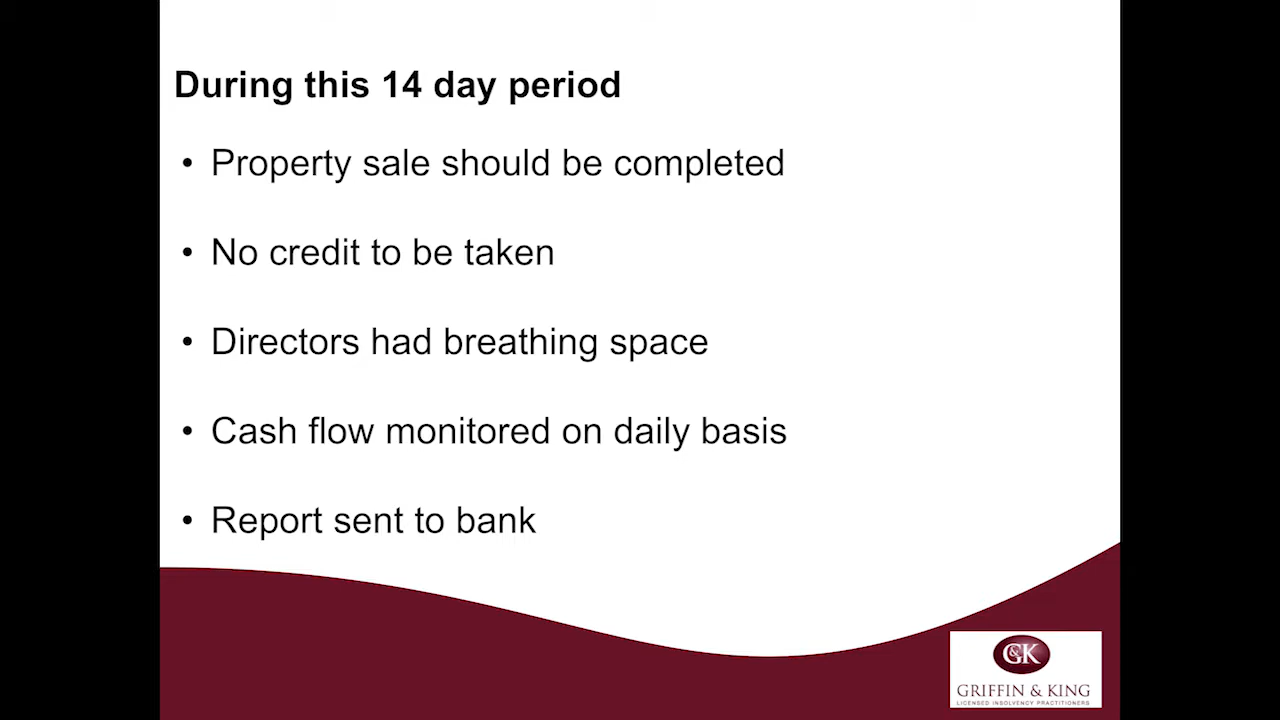 During this 14 day period
• Property sale should be completed
• No credit to be taken
• Directors had breathing space
• Cash flow monitored on daily basis
• Report sent to bank
G&K
GRIFFIN & KING
LICENSED INSOLVENCY PRACTITIONERS